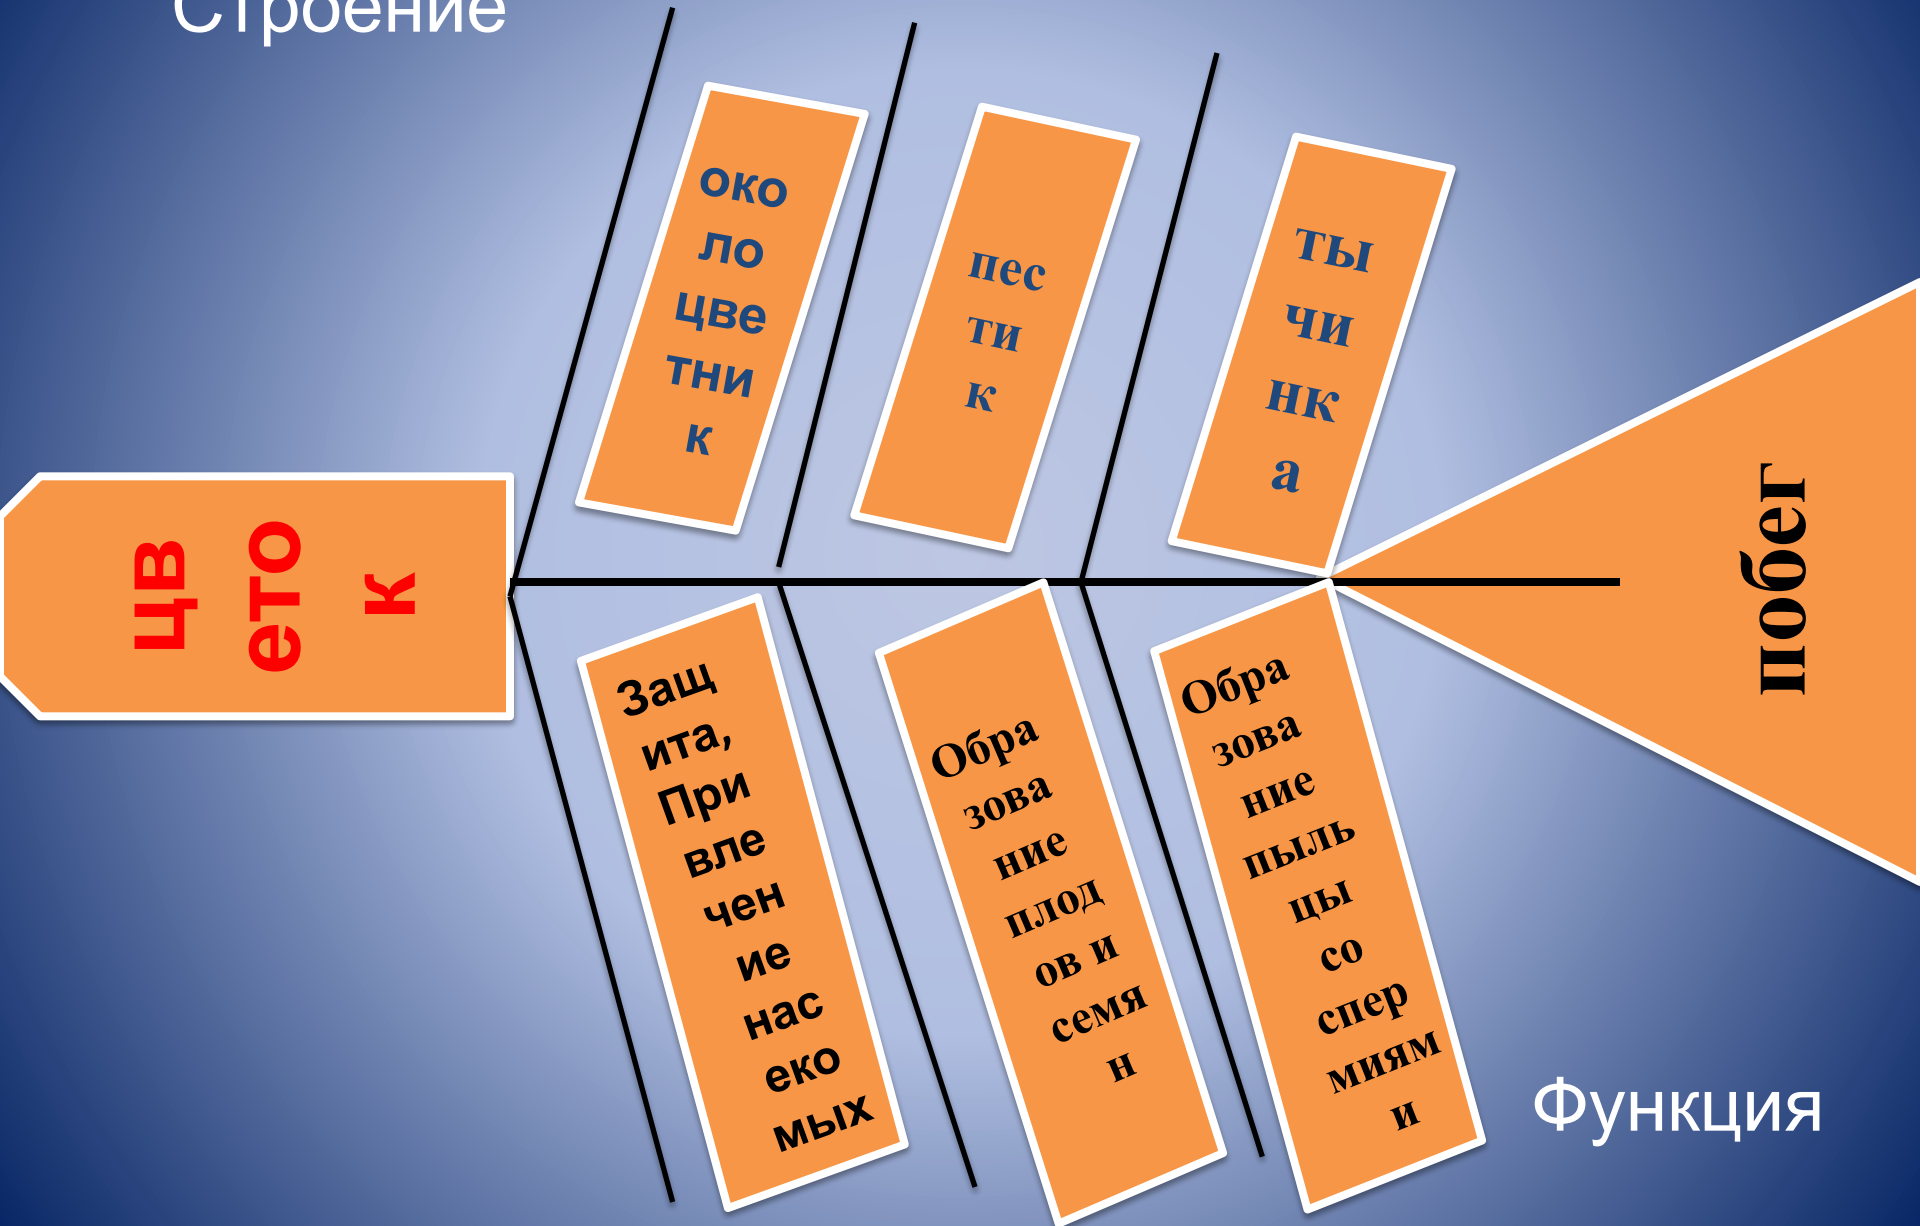 Строение
око
ло
цве
тни
к
пес
ти
к
ты
чи
нк
а
цв
ето
к
побег
Защ
ита,
При
вле
чен
ие
нас
еко
мых
Обра
зова
ние
плод
ов и
семя
н
Обра
зова
ние
пыль
цы
со
спер
миям
и
Функция